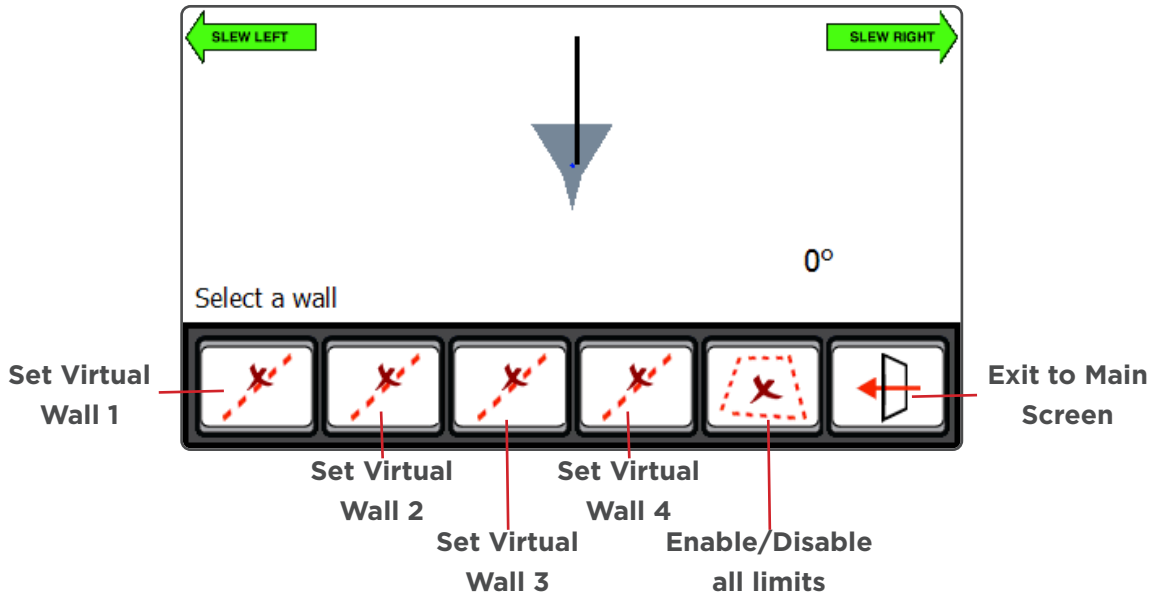 SLEW LEFT
SLEW RIGHT
0°
Select a wall
Set Virtual
Wall 1
Exit to Main
Screen
Set Virtual
Wall 2
Set Virtual
Wall 4
Set Virtual
Wall 3
Enable/Disable
all limits